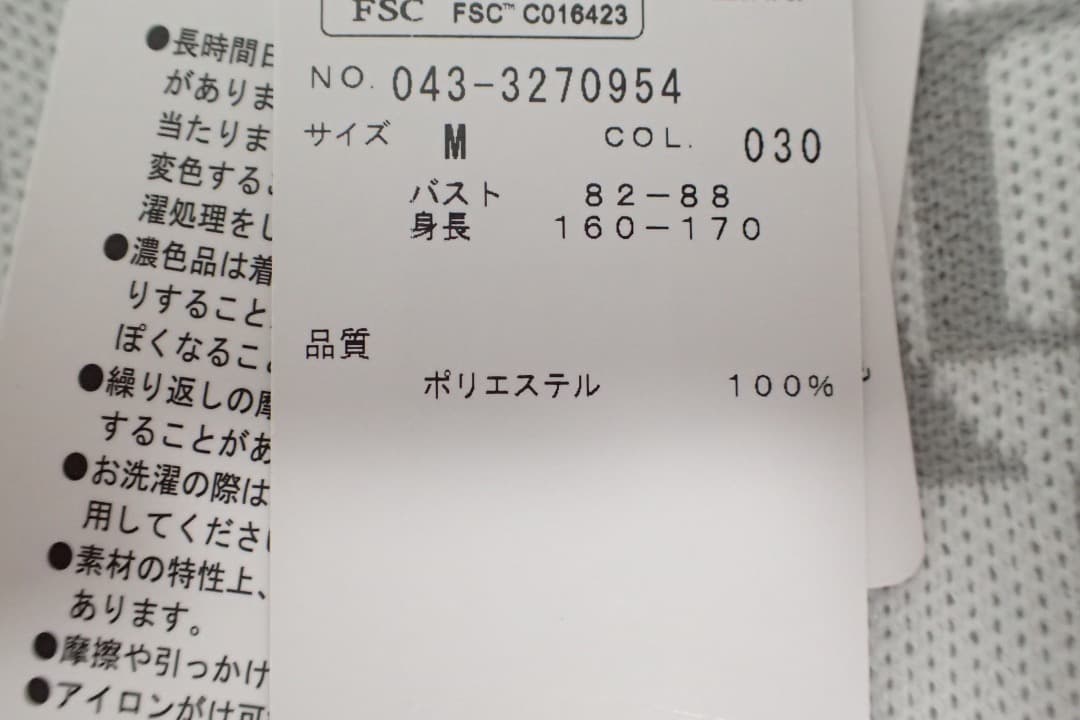 FSC FSC™ C016423
NO. 043-3270954
サイズ M COL. 030
バスト 82-88
身長 160-170
品質
ポリエステル 100%
●長時間日
がありま
当たりま
変色する
濯処理をし
●濃色品は着
りすること
ぽくなるこ
●繰り返しの摩
することがあ
●お洗濯の際は
用してくださ
●素材の特性上、
あります。
●摩擦や引っかけ
●アイロンがけ可